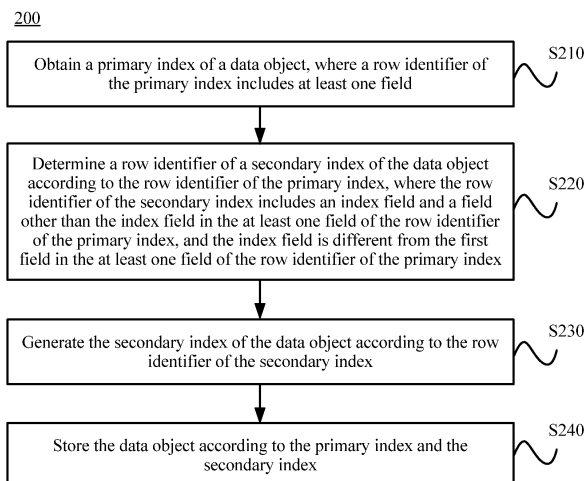 200
Obtain a primary index of a data object, where a row identifier of
the primary index includes at least one field
S210
Determine a row identifier of a secondary index of the data object
according to the row identifier of the primary index, where the row
identifier of the secondary index includes an index field and a field
other than the index field in the at least one field of the row identifier
of the primary index, and the index field is different from the first
field in the at least one field of the row identifier of the primary index
S220
Generate the secondary index of the data object according to the row
identifier of the secondary index
S230
Store the data object according to the primary index and the
secondary index
S240